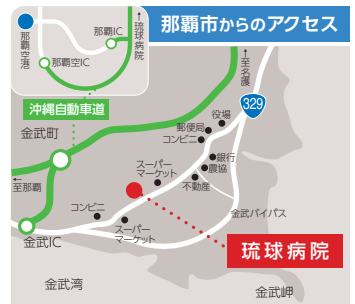 那覇市からのアクセス
那覇IC
↑至琉球病院
那覇空港
那覇空IC
沖縄自動車道
↑至名護
329
金武町
役場
郵便局
コンビニ
銀行
農協
スーパーマーケット
不動産
←至那覇
コンビニ
スーパーマーケット
金武バイパス
金武IC
琉球病院
金武湾
金武岬